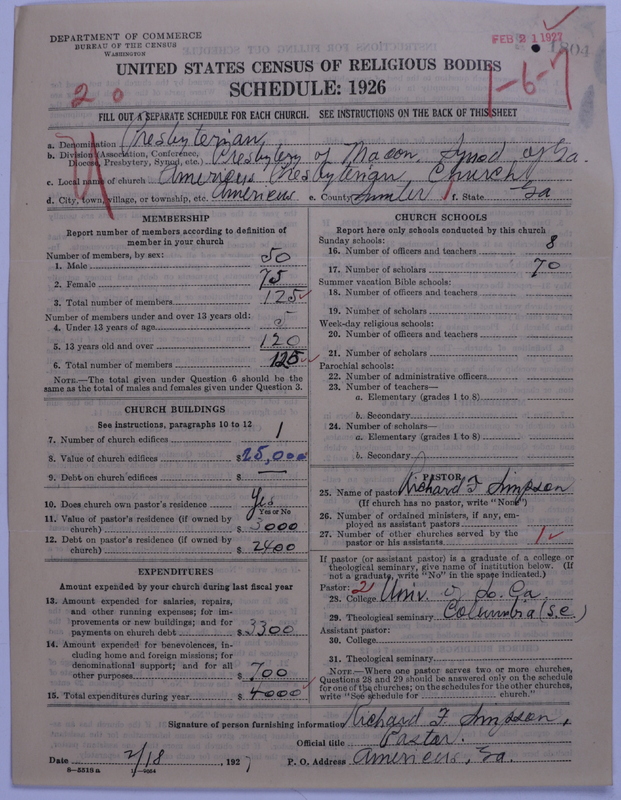 DEPARTMENT OF COMMERCE
BUREAU OF THE CENSUS
WASHINGTON
FEB 21 1927
1804
UNITED STATES CENSUS OF RELIGIOUS BODIES
1-6-7
SCHEDULE: 1926
2 0
FILL OUT A SEPARATE SCHEDULE FOR EACH CHURCH. SEE INSTRUCTIONS ON THE BACK OF THIS SHEET
a. Denomination Presbyterian
b. Division (Association, Conference, Diocese, Presbytery, Synod, etc.) Presbytery of Macon, Synod of Ga.
c. Local name of church Americus Presbyterian Church
d. City, town, village, or township, etc. Americus e. County Sumter f. State Ga
MEMBERSHIP
Report number of members according to definition of
member in your church
Number of members, by sex:
1. Male 50
2. Female 75
3. Total number of members 125
Number of members under and over 13 years old:
4. Under 13 years of age 5
5. 13 years old and over 120
6. Total number of members 125
NOTE.—The total given under Question 6 should be the
same as the total of males and females given under Question 3.
CHURCH BUILDINGS
See instructions, paragraphs 10 to 12
7. Number of church edifices 1
8. Value of church edifices $25,000
9. Debt on church edifices $ —
10. Does church own pastor's residence Yes
Yes or No
11. Value of pastor's residence (if owned by
church) $ 3000
12. Debt on pastor's residence (if owned by
church) $ 2400
EXPENDITURES
Amount expended by your church during last fiscal year
13. Amount expended for salaries, repairs,
and other running expenses; for im-
provements or new buildings; and for
payments on church debt $3300
14. Amount expended for benevolences, in-
cluding home and foreign missions; for
denominational support; and for all
other purposes $ 700
15. Total expenditures during year $4000
CHURCH SCHOOLS
Report here only schools conducted by this church
Sunday schools:
16. Number of officers and teachers 8
17. Number of scholars 70
Summer vacation Bible schools:
18. Number of officers and teachers
19. Number of scholars
Week-day religious schools:
20. Number of officers and teachers
21. Number of scholars
Parochial schools:
22. Number of administrative officers
23. Number of teachers—
a. Elementary (grades 1 to 8)
b. Secondary
24. Number of scholars—
a. Elementary (grades 1 to 8)
b. Secondary
PASTOR
25. Name of pastor Richard F. Simpson
(If church has no pastor, write "None")
26. Number of ordained ministers, if any, em-
ployed as assistant pastors
27. Number of other churches served by the
pastor or his assistants 1
If pastor (or assistant pastor) is a graduate of a college or
theological seminary, give name of institution below. (If
not a graduate, write "No" in the space indicated.)
Pastor: 2
28. College Univ. of So. Ca.
29. Theological seminary Columbia (S.C.)
Assistant pastor:
30. College
31. Theological seminary
NOTE.—Where one pastor serves two or more churches,
Questions 28 and 29 should be answered only on the schedule
for one of the churches; on the schedules for the other churches,
write "See schedule for church."
Signature of person furnishing information Richard F. Simpson,
Official title Pastor.
Date 2/18, 1927 P. O. Address Americus, Ga.
8—5518a 1—9064